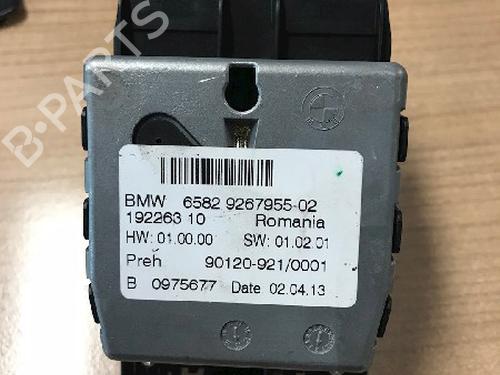 B-PARTS
BMW 6582 9267955-02
192263 10 Romania
HW: 01.00.00 SW: 01.02.01
Preh 90120-921/0001
B 0975677 Date 02.04.13